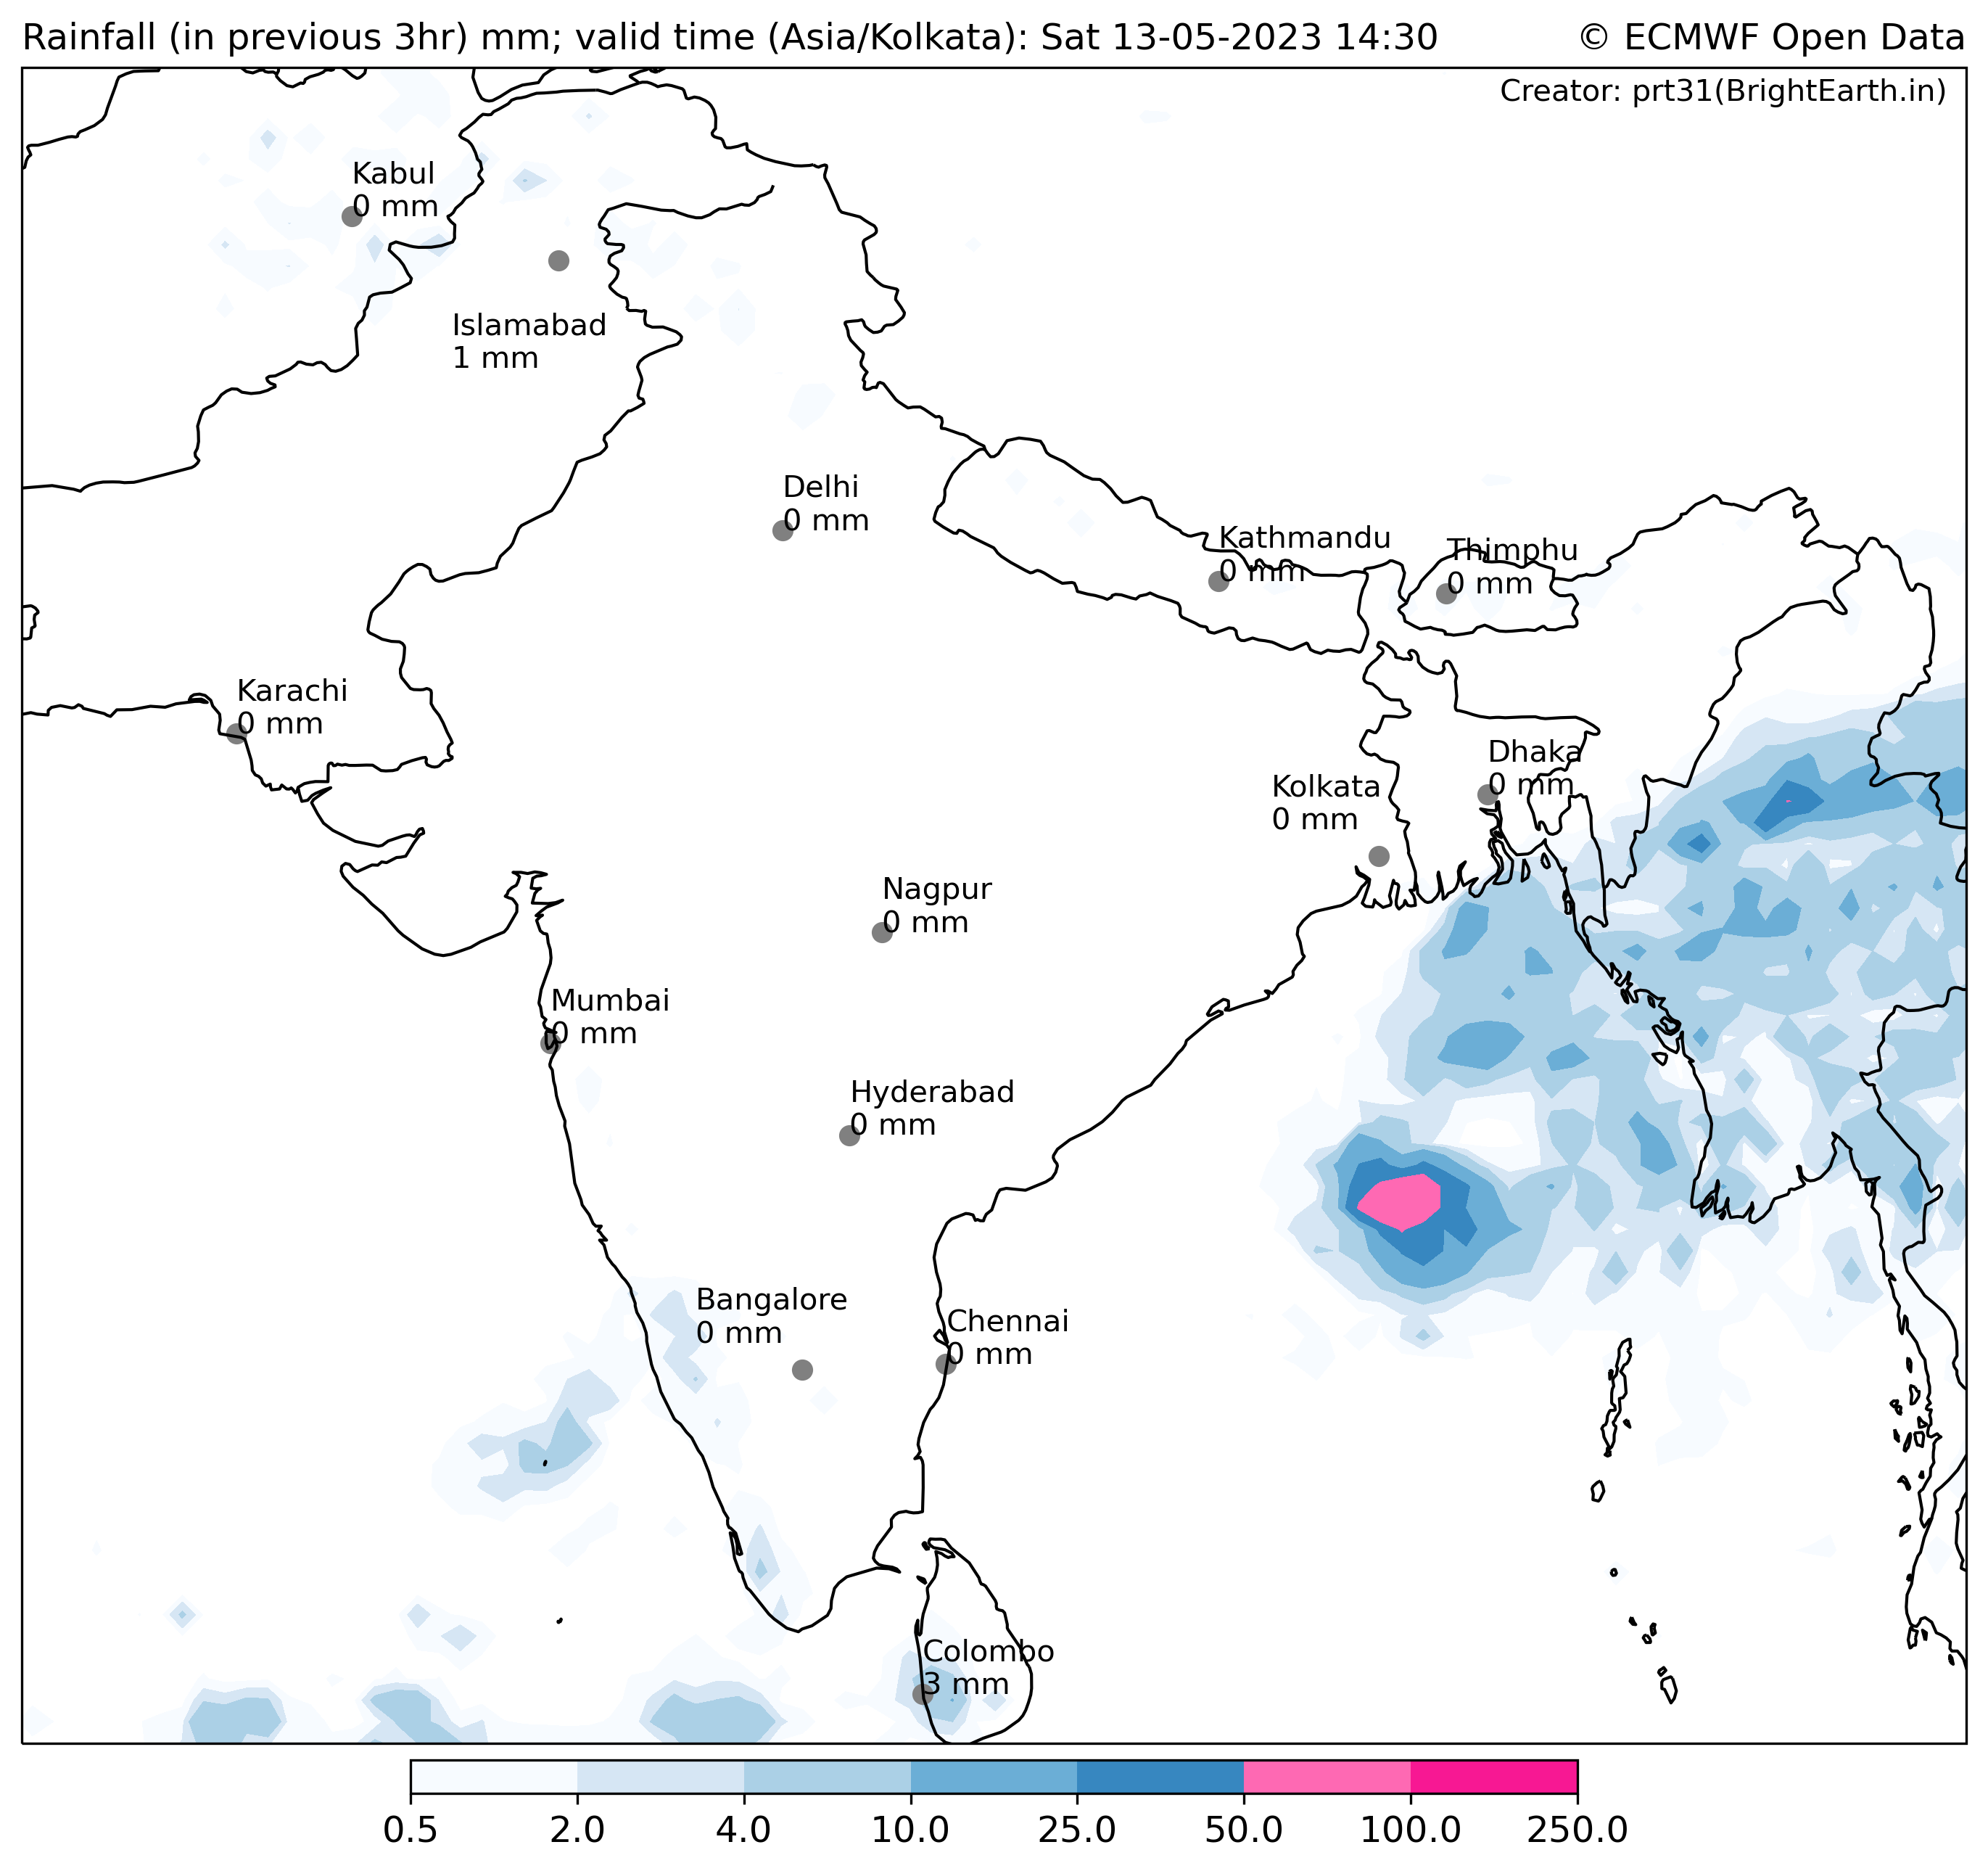 Rainfall (in previous 3hr) mm; valid time (Asia/Kolkata): Sat 13-05-2023 14:30
© ECMWF Open Data
Creator: prt31(BrightEarth.in)
Kabul
0 mm
Islamabad
1 mm
Delhi
0 mm
Kathmandu
0 mm
Thimphu
0 mm
Karachi
0 mm
Dhaka
0 mm
Kolkata
0 mm
Nagpur
0 mm
Mumbai
0 mm
Hyderabad
0 mm
Bangalore
0 mm
Chennai
0 mm
Colombo
3 mm
0.5 2.0 4.0 10.0 25.0 50.0 100.0 250.0